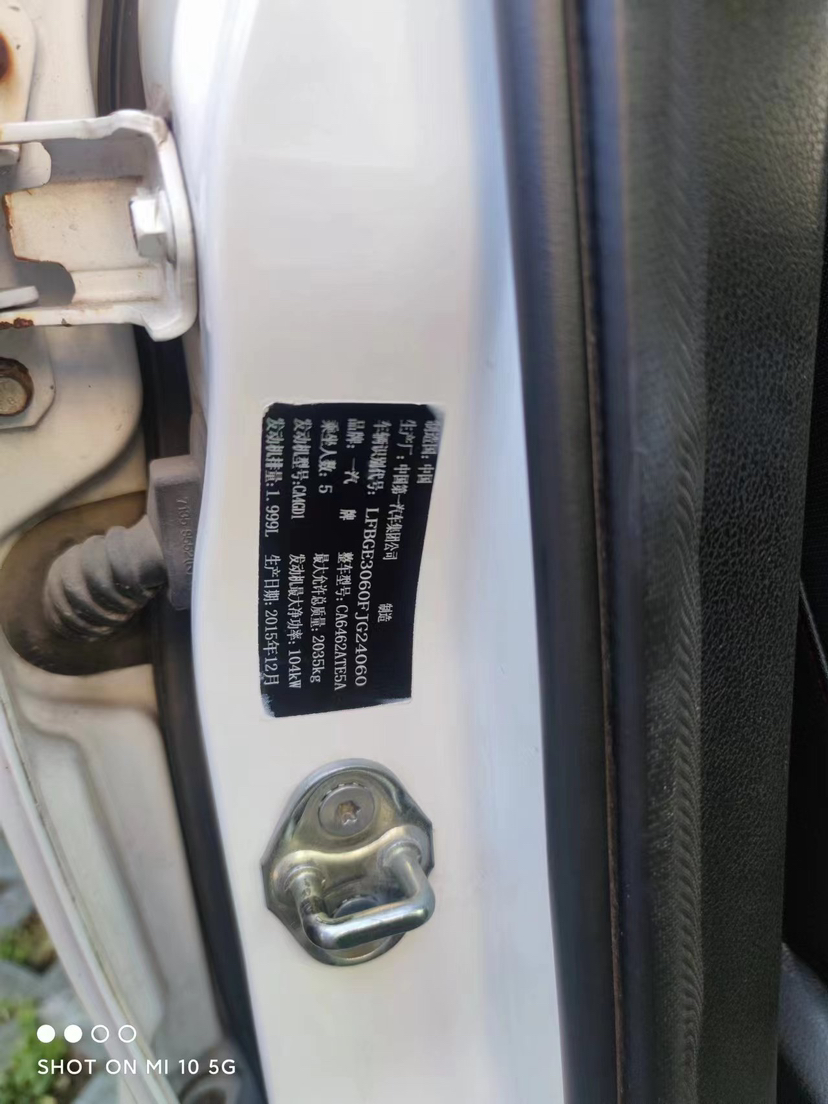 制造国：中国
生产厂：中国第一汽车集团公司 制造
车辆识别代号：LFBGE3060FJG24060
品牌：一汽 牌 整车型号：CA6462ATE5A
乘坐人数：5 最大允许总质量：2035kg
发动机型号：CA4GD1 发动机最大净功率：104kW
发动机排量：1.999L 生产日期：2015年12月
SHOT ON MI 10 5G